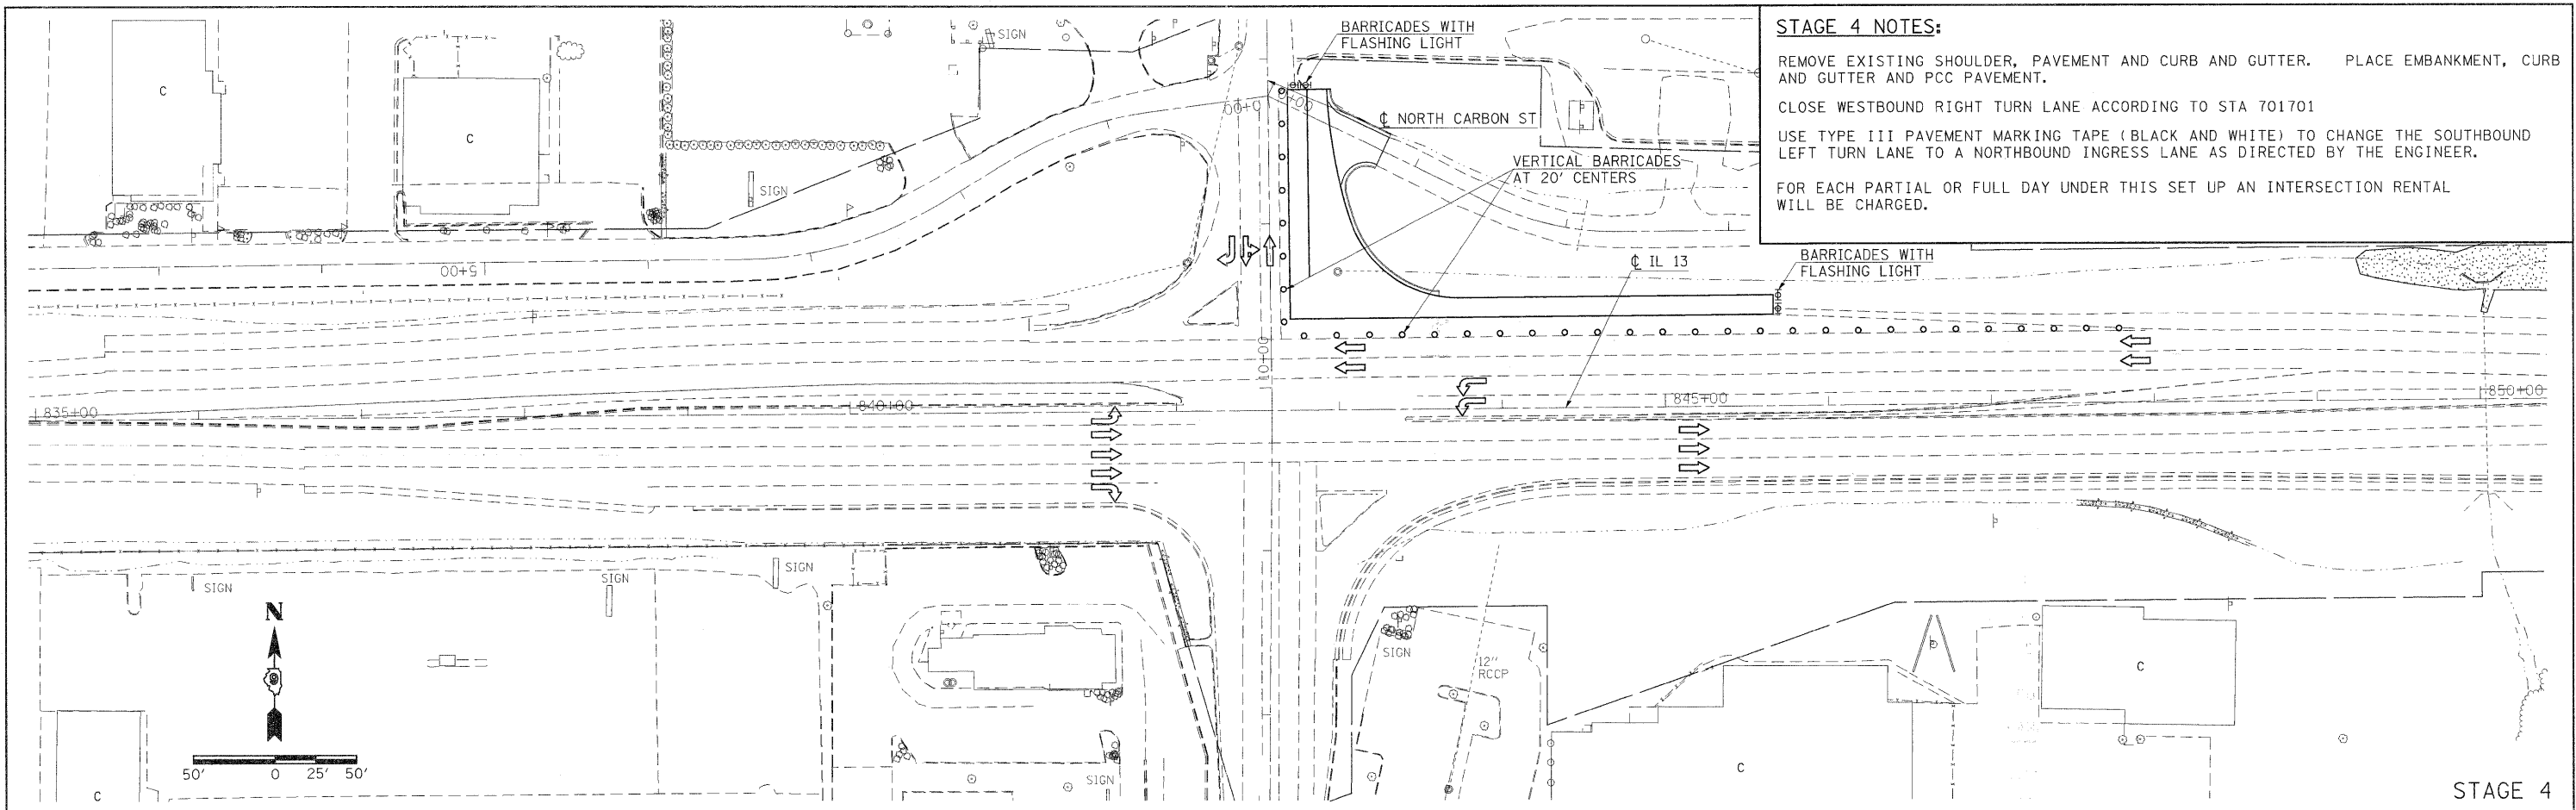 STAGE 4 NOTES:
REMOVE EXISTING SHOULDER, PAVEMENT AND CURB AND GUTTER. PLACE EMBANKMENT, CURB
AND GUTTER AND PCC PAVEMENT.
CLOSE WESTBOUND RIGHT TURN LANE ACCORDING TO STA 701701
USE TYPE III PAVEMENT MARKING TAPE (BLACK AND WHITE) TO CHANGE THE SOUTHBOUND
LEFT TURN LANE TO A NORTHBOUND INGRESS LANE AS DIRECTED BY THE ENGINEER.
FOR EACH PARTIAL OR FULL DAY UNDER THIS SET UP AN INTERSECTION RENTAL
WILL BE CHARGED.
BARRICADES WITH
FLASHING LIGHT
SIGN
C
C
℄ NORTH CARBON ST
0+00
VERTICAL BARRICADES
AT 20' CENTERS
SIGN
5+00
℄ IL 13
BARRICADES WITH
FLASHING LIGHT
835+00
840+00
845+00
850+00
SIGN
SIGN
SIGN
N
9
50' 0 25' 50'
SIGN
12"
RCCP
SIGN
C
C
C
STAGE 4